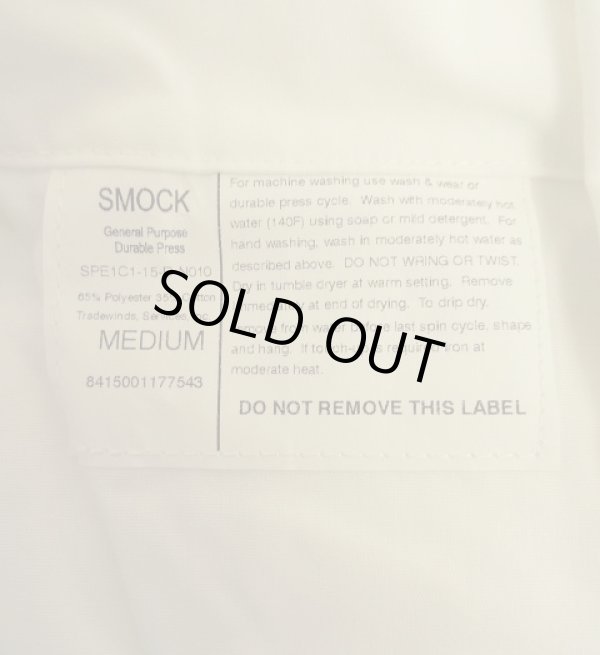 SMOCK
General Purpose
Durable Press
65% Polyester
Tradewinds,
MEDIUM
8415001177543
For machine washing use wash & wear or
durable press cycle. Wash with moderately hot
water (140F) using soap or mild detergent. For
hand washing, wash in moderately hot water as
described above. DO NOT WRING OR TWIST.
Dry in tumble dryer at warm setting. Remove
at end of drying. To drip dry,
from water before last spin cycle, shape
and hang. If iron at
moderate heat.
DO NOT REMOVE THIS LABEL
SOLD OUT